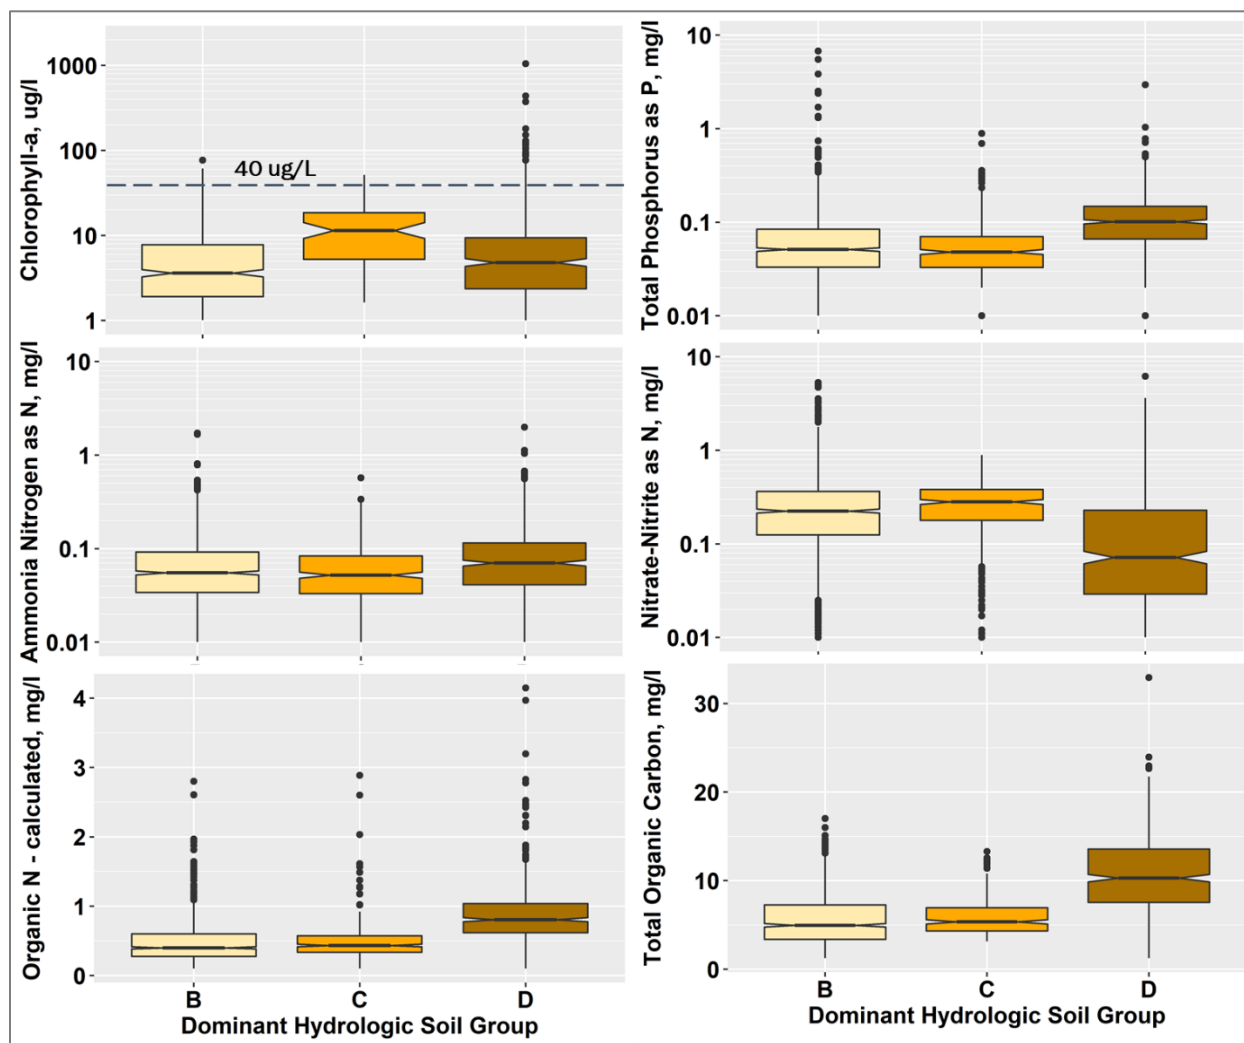 Chlorophyll-a, ug/l
1000
100
10
1
40 ug/L
Total Phosphorus as P, mg/l
10
1
0.1
0.01
Ammonia Nitrogen as N, mg/l
10
1
0.1
0.01
Nitrate-Nitrite as N, mg/l
10
1
0.1
0.01
Organic N - calculated, mg/l
4
3
2
1
0
B C D
Dominant Hydrologic Soil Group
Total Organic Carbon, mg/l
30
20
10
0
B C D
Dominant Hydrologic Soil Group